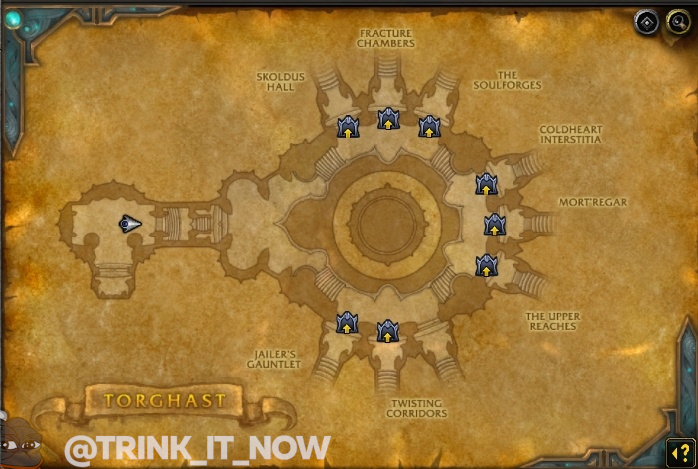 FRACTURE
CHAMBERS
SKOLDUS
HALL
THE
SOULFORGES
COLDHEART
INTERSTITIA
MORT'REGAR
THE UPPER
REACHES
JAILER'S
GAUNTLET
TWISTING
CORRIDORS
TORGHAST
@TRINK_IT_NOW
?